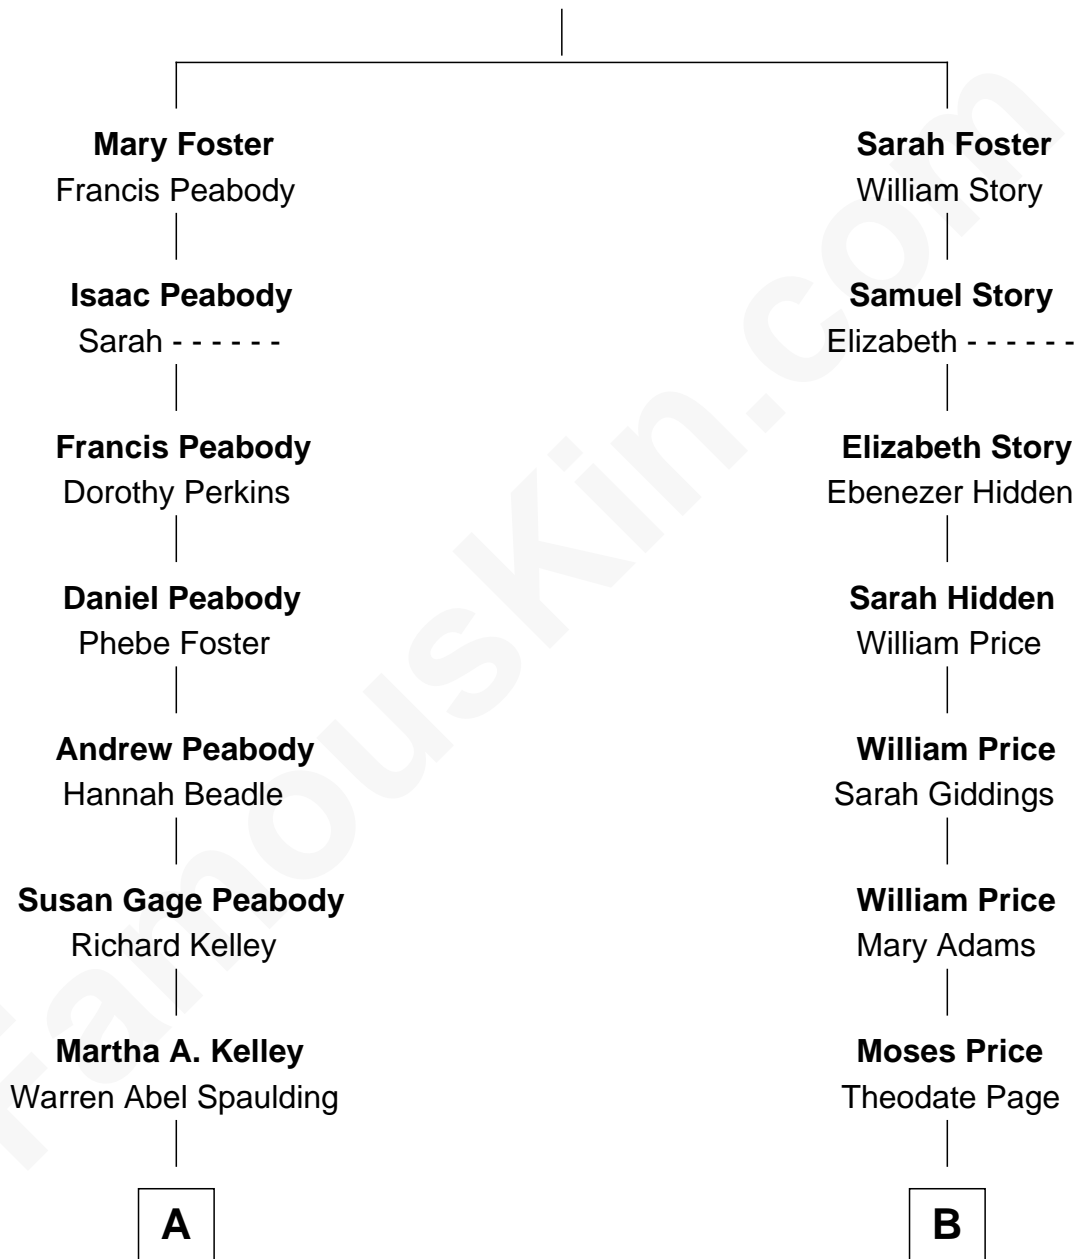 Mary Foster
Francis Peabody
Isaac Peabody
Sarah - - - - - -
Francis Peabody
Dorothy Perkins
Daniel Peabody
Phebe Foster
Andrew Peabody
Hannah Beadle
Susan Gage Peabody
Richard Kelley
Martha A. Kelley
Warren Abel Spaulding
A
Sarah Foster
William Story
Samuel Story
Elizabeth - - - - - -
Elizabeth Story
Ebenezer Hidden
Sarah Hidden
William Price
William Price
Sarah Giddings
William Price
Mary Adams
Moses Price
Theodate Page
B
FamousKin.com